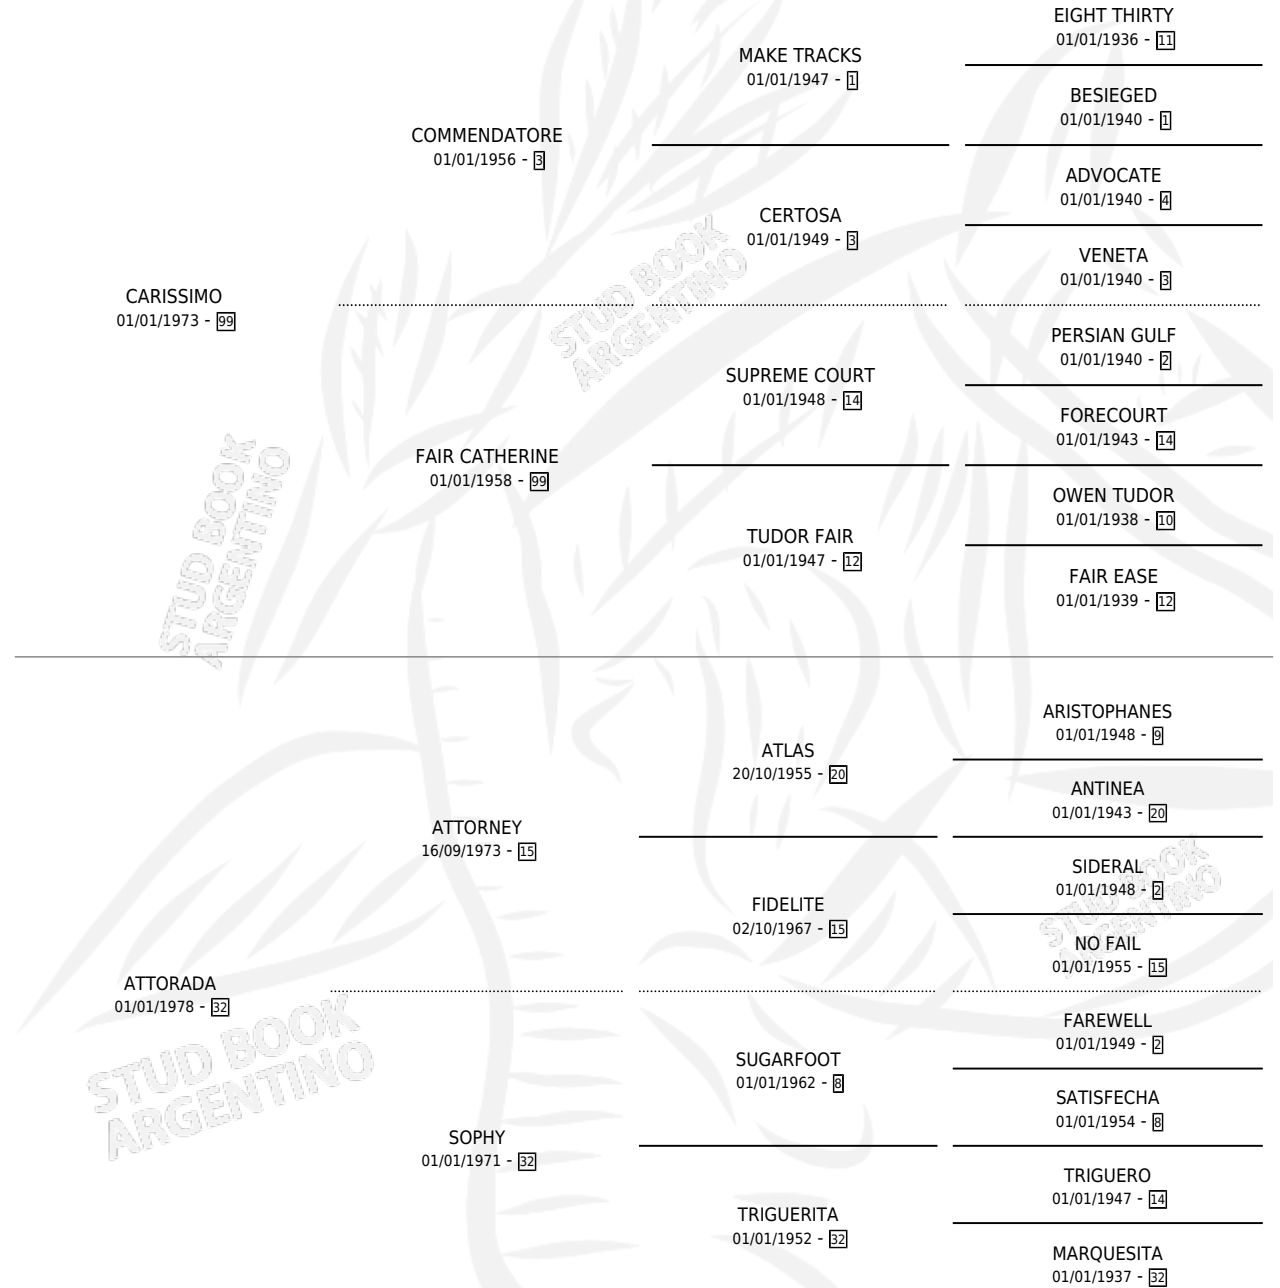 EIGHT THIRTY
01/01/1936 - 11
MAKE TRACKS
01/01/1947 - 1
BESIEGED
01/01/1940 - 1
COMMENDATORE
01/01/1956 - 3
ADVOCATE
01/01/1940 - 4
CERTOSA
01/01/1949 - 3
VENETA
01/01/1940 - 3
CARISSIMO
01/01/1973 - 99
PERSIAN GULF
01/01/1940 - 2
SUPREME COURT
01/01/1948 - 14
FORECOURT
01/01/1943 - 14
FAIR CATHERINE
01/01/1958 - 99
OWEN TUDOR
01/01/1938 - 10
TUDOR FAIR
01/01/1947 - 12
FAIR EASE
01/01/1939 - 12
STUD BOOK
ARGENTINO
STUD BOOK
ARGENTINO
ARISTOPHANES
01/01/1948 - 9
ATLAS
20/10/1955 - 20
ANTINEA
01/01/1943 - 20
ATTORNEY
16/09/1973 - 15
SIDERAL
01/01/1948 - 2
FIDELITE
02/10/1967 - 15
NO FAIL
01/01/1955 - 15
ATTORADA
01/01/1978 - 32
FAREWELL
01/01/1949 - 2
SUGARFOOT
01/01/1962 - 8
SATISFECHA
01/01/1954 - 8
SOPHY
01/01/1971 - 32
TRIGUERO
01/01/1947 - 14
TRIGUERITA
01/01/1952 - 32
MARQUESITA
01/01/1937 - 32
STUD BOOK
ARGENTINO
STUD BOOK
ARGENTINO